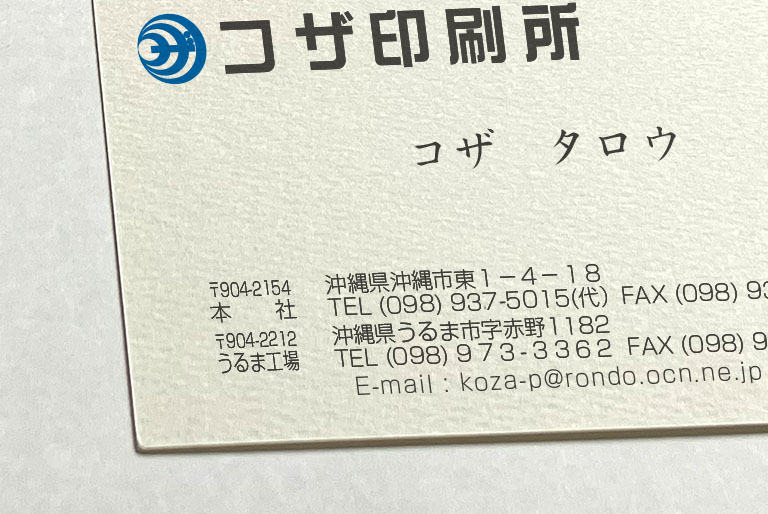 コザ印刷所
コザ　タロウ
〒904-2154 沖縄県沖縄市東1－4－18
本　社 TEL (098) 937-5015(代) FAX (098)
〒904-2212 沖縄県うるま市字赤野1182
うるま工場 TEL (098) 973-3362 FAX (098)
E-mail : koza-p@rondo.ocn.ne.jp